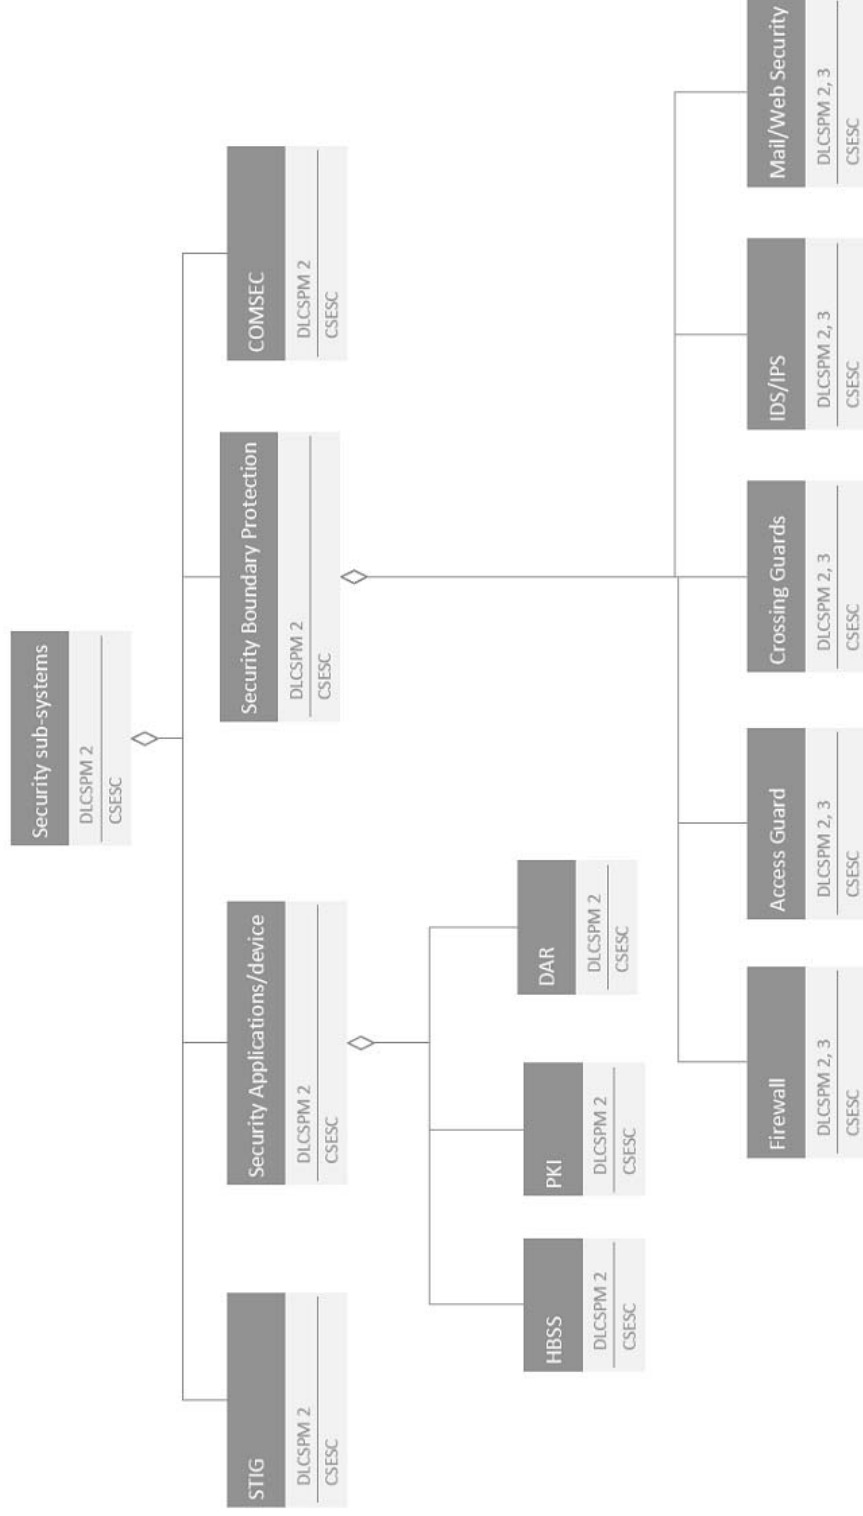 Security sub-systems
DLCSPM 2
CSESC
STIG
DLCSPM 2
CSESC
Security Applications/device
DLCSPM 2
CSESC
Security Boundary Protection
DLCSPM 2
CSESC
COMSEC
DLCSPM 2
CSESC
HBSS
DLCSPM 2
CSESC
PKI
DLCSPM 2
CSESC
DAR
DLCSPM 2
CSESC
Firewall
DLCSPM 2, 3
CSESC
Access Guard
DLCSPM 2, 3
CSESC
Crossing Guards
DLCSPM 2, 3
CSESC
IDS/IPS
DLCSPM 2, 3
CSESC
Mail/Web Security
DLCSPM 2, 3
CSESC